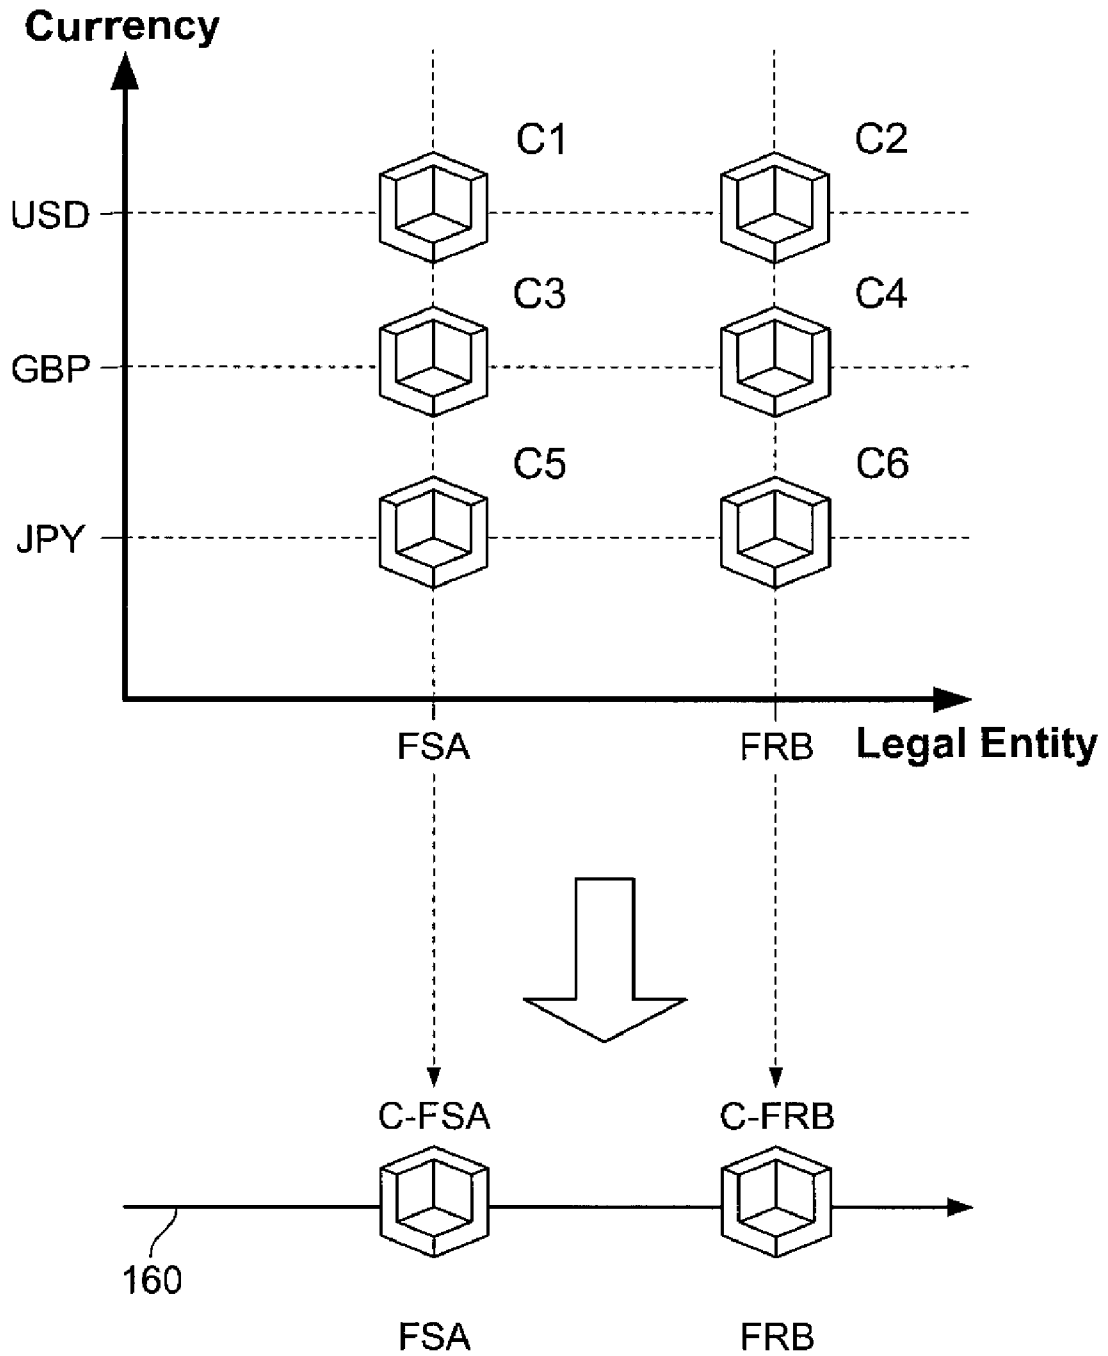 Currency
C1 C2
USD
C3 C4
GBP
C5 C6
JPY
FSA FRB Legal Entity
C-FSA C-FRB
160
FSA FRB